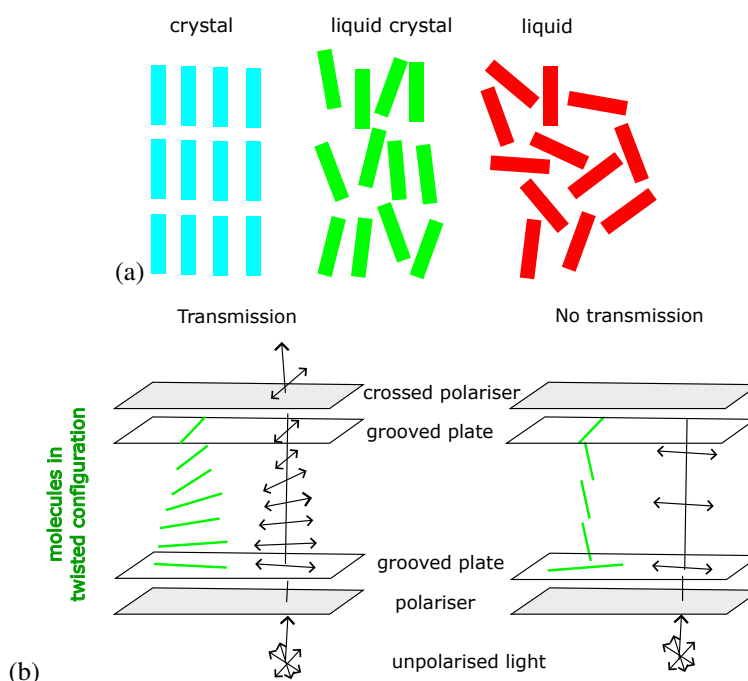 crystal
liquid crystal
liquid
(a)
Transmission
No transmission
crossed polariser
grooved plate
molecules in
twisted configuration
grooved plate
polariser
unpolarised light
(b)